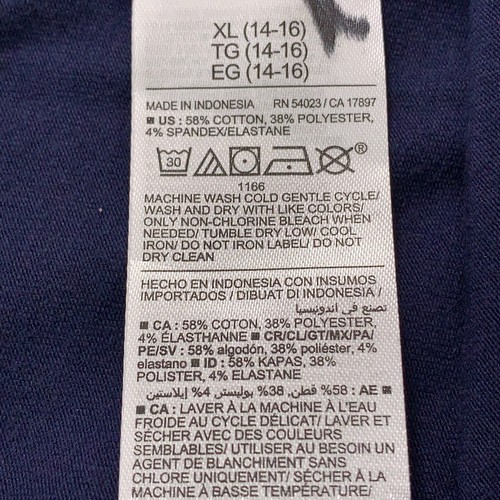 XL (14-16)
TG (14-16)
EG (14-16)
MADE IN INDONESIA RN 54023 / CA 17897
US : 58% COTTON, 38% POLYESTER,
4% SPANDEX/ELASTANE
30
®
1166
MACHINE WASH COLD GENTLE CYCLE/
WASH AND DRY WITH LIKE COLORS/
ONLY NON-CHLORINE BLEACH WHEN
NEEDED/ TUMBLE DRY LOW/ COOL
IRON/ DO NOT IRON LABEL/ DO NOT
DRY CLEAN
HECHO EN INDONESIA CON INSUMOS
IMPORTADOS / DIBUAT DI INDONESIA /
تصنع في اندونيسيا
CA : 58% COTON, 38% POLYESTER,
4% ÉLASTHANNE ■ CR/CL/GT/MX/PA/
PE/SV : 58% algodón, 38% poliéster, 4%
elastano ■ ID : 58% KAPAS, 38%
POLISTER, 4% ELASTANE
AE : 58% قطن, 38% بوليستر, 4% إيلاستين
■ CA : LAVER À LA MACHINE À L'EAU
FROIDE AU CYCLE DÉLICAT/ LAVER ET
SÉCHER AVEC DES COULEURS
SEMBLABLES/ UTILISER AU BESOIN UN
AGENT DE BLANCHIMENT SANS
CHLORE UNIQUEMENT/ SÉCHER À LA
MACHINE À BASSE TEMPÉRATURE/